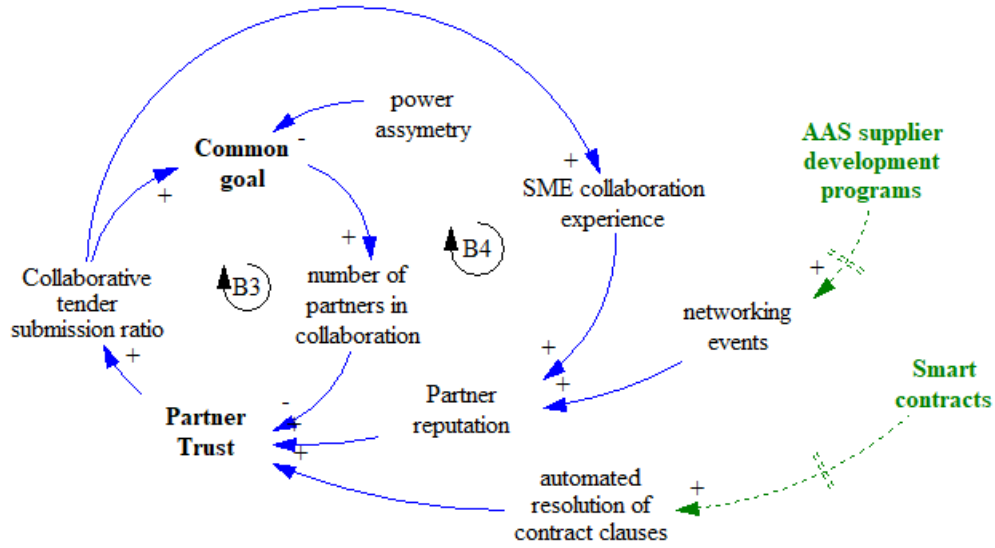 power
assymetry
Common
goal
-
+
AAS supplier
development
programs
+
SME collaboration
experience
+
B4
B3
Collaborative
tender
submission ratio
number of
partners in
collaboration
+
networking
events
+
+
+
-
+
+
Partner
reputation
Partner
Trust
Smart
contracts
+
automated
resolution of
contract clauses